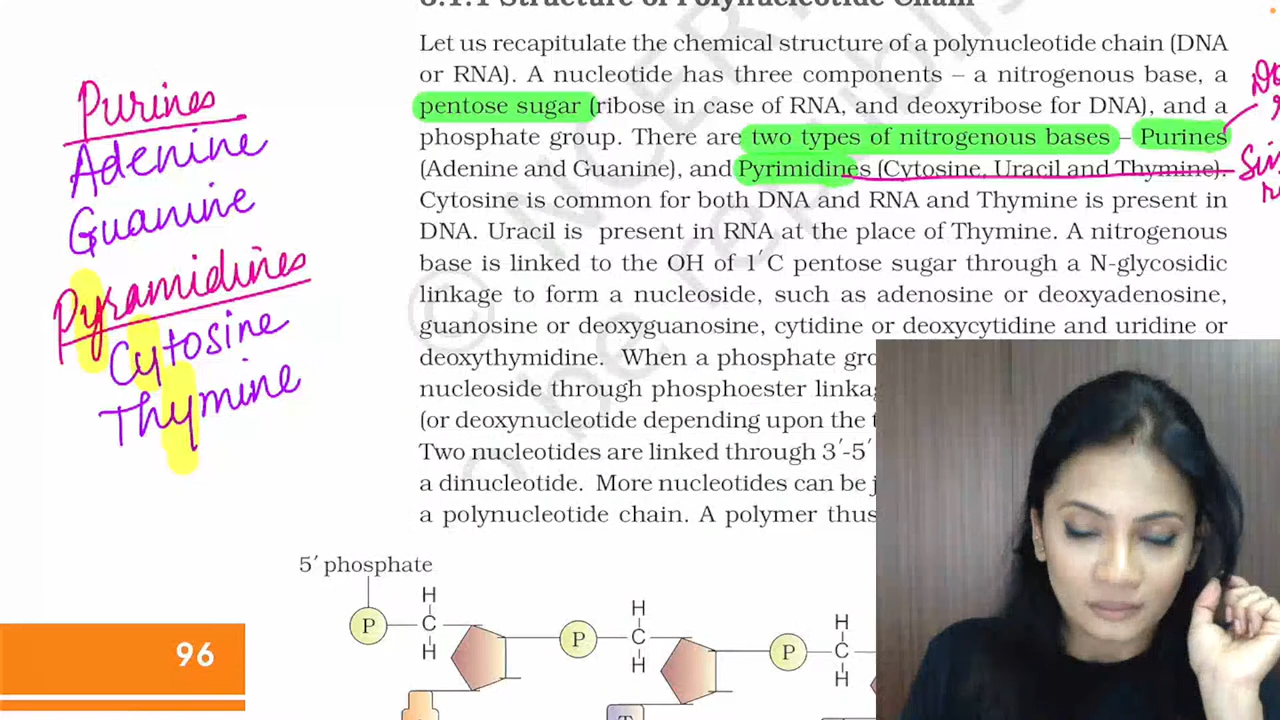 Purines
Adenine
Guanine
Pyramidines
Cytosine
Thymine
Let us recapitulate the chemical structure of a polynucleotide chain (DNA
or RNA). A nucleotide has three components – a nitrogenous base, a
pentose sugar (ribose in case of RNA, and deoxyribose for DNA), and a
phosphate group. There are two types of nitrogenous bases – Purines
(Adenine and Guanine), and Pyrimidines (Cytosine, Uracil and Thymine).
Cytosine is common for both DNA and RNA and Thymine is present in
DNA. Uracil is present in RNA at the place of Thymine. A nitrogenous
base is linked to the OH of 1′C pentose sugar through a N-glycosidic
linkage to form a nucleoside, such as adenosine or deoxyadenosine,
guanosine or deoxyguanosine, cytidine or deoxycytidine and uridine or
deoxythymidine. When a phosphate
nucleoside through phosphoester
(or deoxynucleotide depending upon the
Two nucleotides are linked through 3′-5′
a dinucleotide. More nucleotides can be
a polynucleotide chain. A polymer thus
5′ phosphate
H H H
P C P C P C
H H H
96